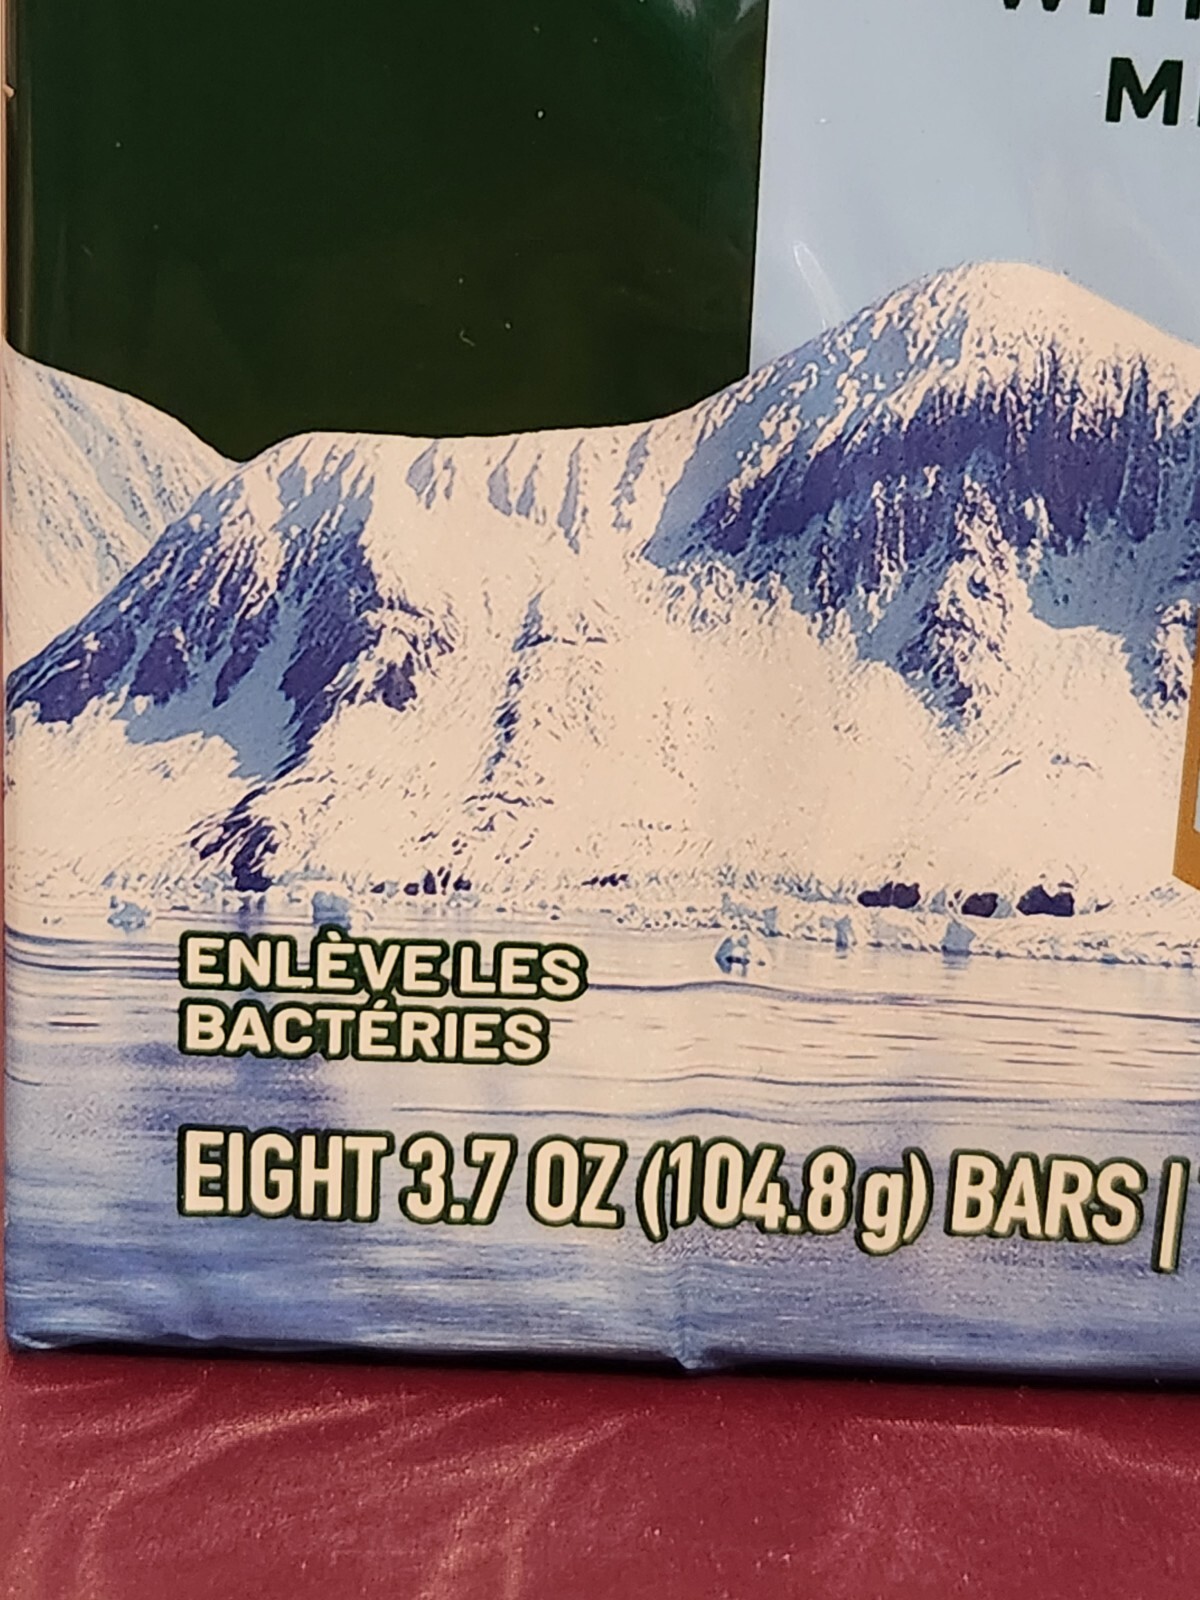 ENLÈVE LES
BACTÉRIES
EIGHT 3.7 OZ (104.8 g) BARS |